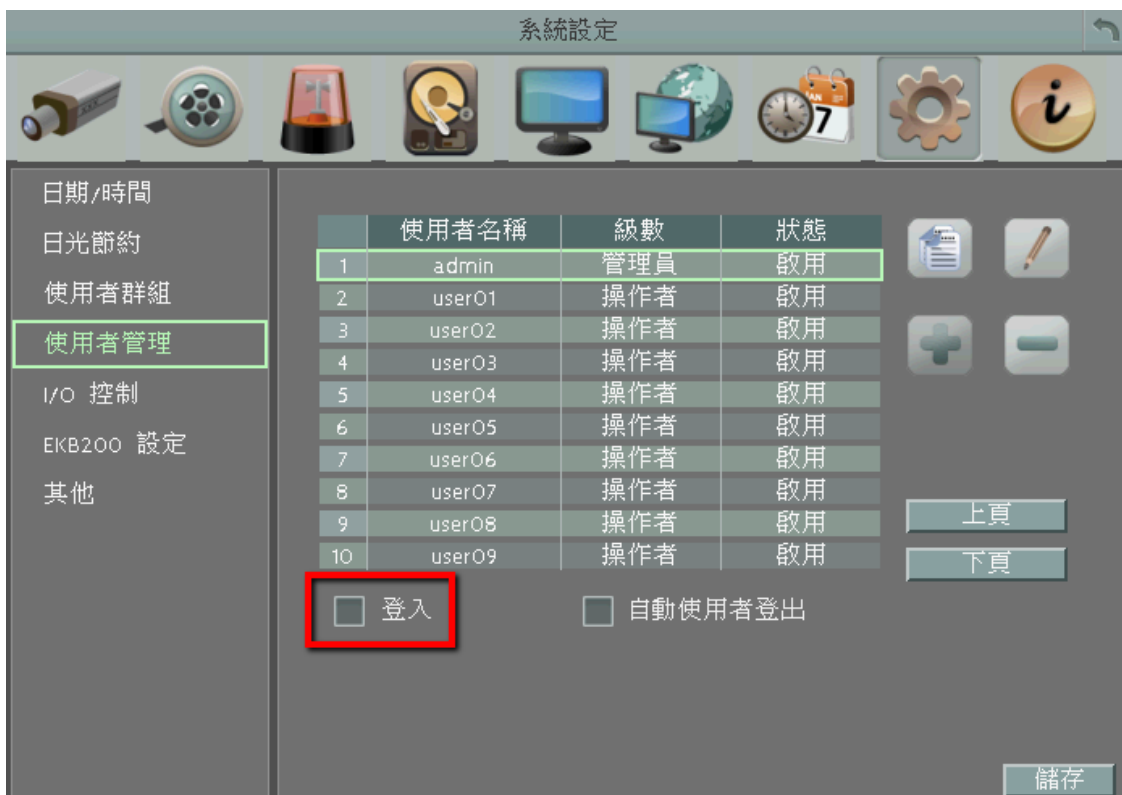 系統設定
JAN
7
i
日期/時間
日光節約
使用者群組
使用者管理
I/O 控制
EKB200 設定
其他
使用者名稱 級數 狀態
1 admin 管理員 啟用
2 user01 操作者 啟用
3 user02 操作者 啟用
4 user03 操作者 啟用
5 user04 操作者 啟用
6 user05 操作者 啟用
7 user06 操作者 啟用
8 user07 操作者 啟用
9 user08 操作者 啟用
10 user09 操作者 啟用
上頁
下頁
登入 自動使用者登出
儲存